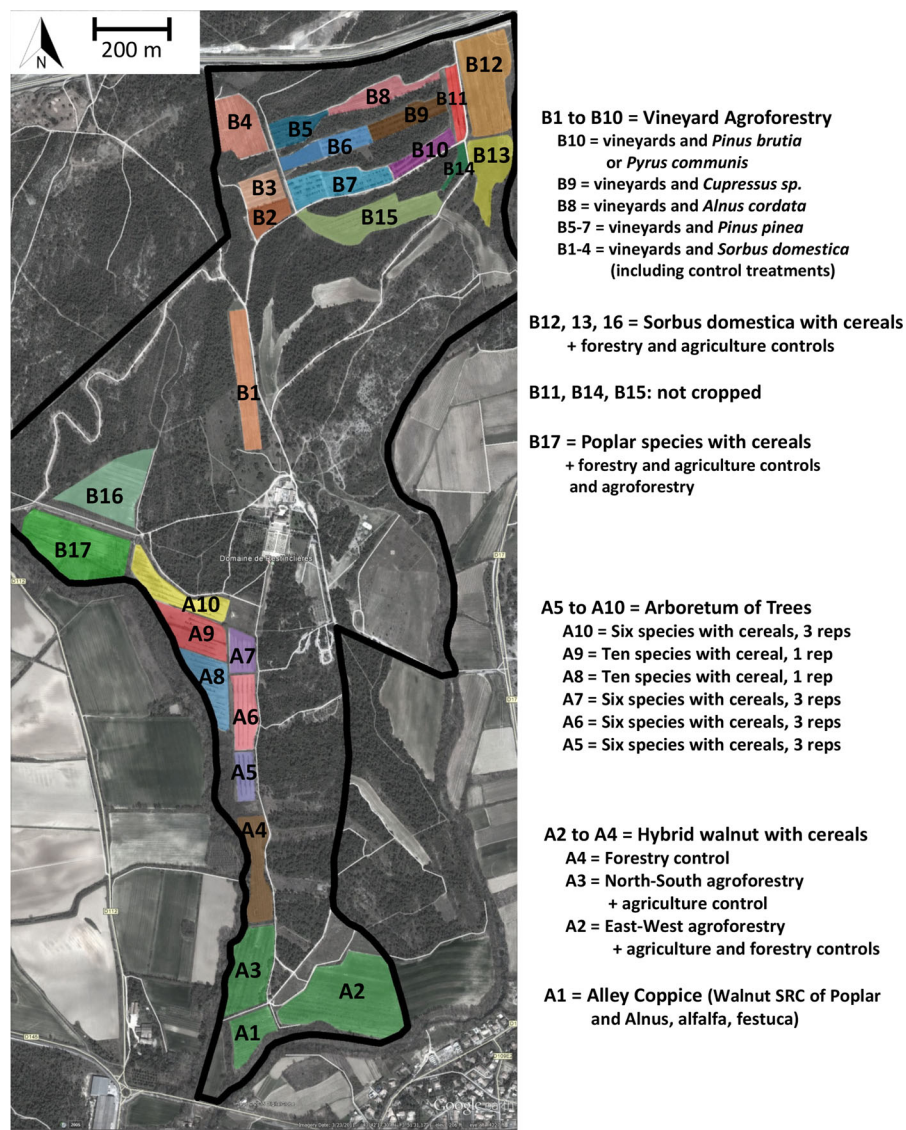 N
200 m
B12
B8
B11
B4
B9
B5
B6
B10
B13
B14
B3
B7
B2
B15
B1
B16
Domaine de Restinclières
B17
D17
D112
A10
A9
A7
A8
A6
A5
A4
D112
A3
A2
A1
Google earth
B1 to B10 = Vineyard Agroforestry
B10 = vineyards and Pinus brutia
or Pyrus communis
B9 = vineyards and Cupressus sp.
B8 = vineyards and Alnus cordata
B5-7 = vineyards and Pinus pinea
B1-4 = vineyards and Sorbus domestica
(including control treatments)
B12, 13, 16 = Sorbus domestica with cereals
+ forestry and agriculture controls
B11, B14, B15: not cropped
B17 = Poplar species with cereals
+ forestry and agriculture controls
and agroforestry
A5 to A10 = Arboretum of Trees
A10 = Six species with cereals, 3 reps
A9 = Ten species with cereal, 1 rep
A8 = Ten species with cereal, 1 rep
A7 = Six species with cereals, 3 reps
A6 = Six species with cereals, 3 reps
A5 = Six species with cereals, 3 reps
A2 to A4 = Hybrid walnut with cereals
A4 = Forestry control
A3 = North-South agroforestry
+ agriculture control
A2 = East-West agroforestry
+ agriculture and forestry controls
A1 = Alley Coppice (Walnut SRC of Poplar
and Alnus, alfalfa, festuca)